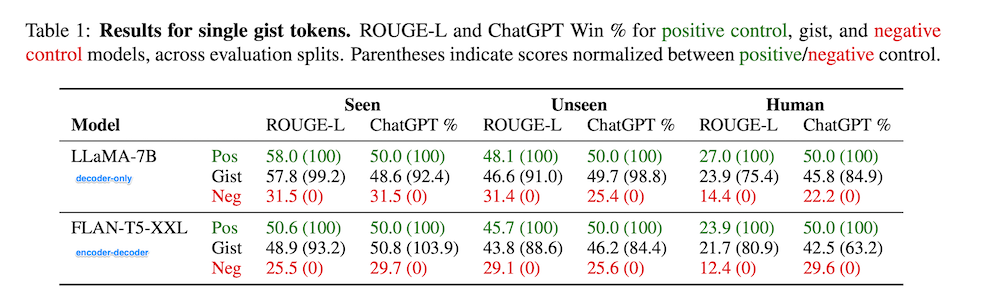 Table 1: Results for single gist tokens. ROUGE-L and ChatGPT Win % for positive control, gist, and negative
control models, across evaluation splits. Parentheses indicate scores normalized between positive/negative control.
Seen Unseen Human
Model ROUGE-L ChatGPT % ROUGE-L ChatGPT % ROUGE-L ChatGPT %
LLaMA-7B Pos 58.0 (100) 50.0 (100) 48.1 (100) 50.0 (100) 27.0 (100) 50.0 (100)
decoder-only Gist 57.8 (99.2) 48.6 (92.4) 46.6 (91.0) 49.7 (98.8) 23.9 (75.4) 45.8 (84.9)
Neg 31.5 (0) 31.5 (0) 31.4 (0) 25.4 (0) 14.4 (0) 22.2 (0)
FLAN-T5-XXL Pos 50.6 (100) 50.0 (100) 45.7 (100) 50.0 (100) 23.9 (100) 50.0 (100)
encoder-decoder Gist 48.9 (93.2) 50.8 (103.9) 43.8 (88.6) 46.2 (84.4) 21.7 (80.9) 42.5 (63.2)
Neg 25.5 (0) 29.7 (0) 29.1 (0) 25.6 (0) 12.4 (0) 29.6 (0)